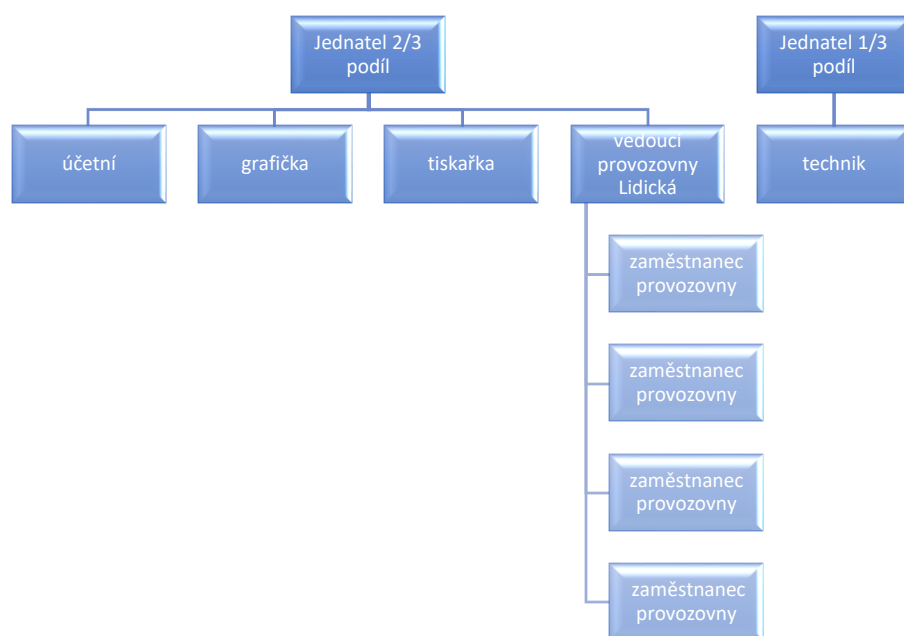 Jednatel 2/3
podíl
Jednatel 1/3
podíl
účetní
grafička
tiskařka
vedoucí
provozovny
Lidická
technik
zaměstnanec
provozovny
zaměstnanec
provozovny
zaměstnanec
provozovny
zaměstnanec
provozovny